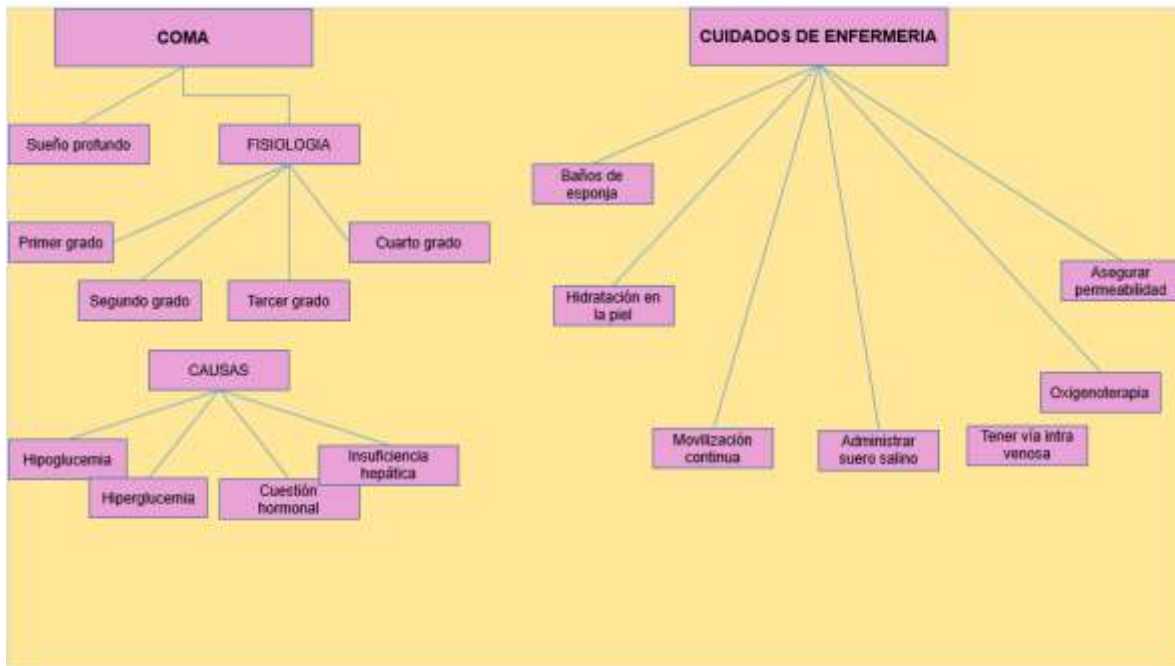 COMA
Sueño profundo
FISIOLOGIA
Primer grado
Segundo grado
Tercer grado
Cuarto grado
CAUSAS
Hipoglucemia
Hiperglucemia
Cuestión
hormonal
Insuficiencia
hepática
CUIDADOS DE ENFERMERIA
Baños de
esponja
Hidratación en
la piel
Movilización
continua
Administrar
suero salino
Tener vía intra
venosa
Oxigenoterapia
Asegurar
permeabilidad